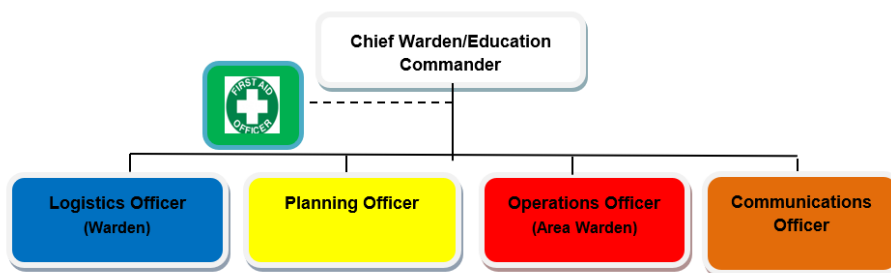 Chief Warden/Education
Commander
FIRST AID
OFFICER
Logistics Officer
(Warden)
Planning Officer
Operations Officer
(Area Warden)
Communications
Officer